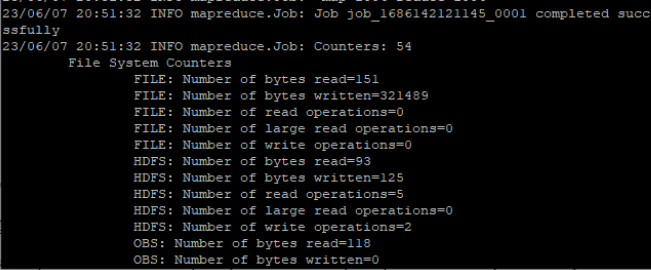 23/06/07 20:51:32 INFO mapreduce.Job: Job job_1686142121145_0001 completed succ
ssfully
23/06/07 20:51:32 INFO mapreduce.Job: Counters: 54
File System Counters
FILE: Number of bytes read=151
FILE: Number of bytes written=321489
FILE: Number of read operations=0
FILE: Number of large read operations=0
FILE: Number of write operations=0
HDFS: Number of bytes read=93
HDFS: Number of bytes written=125
HDFS: Number of read operations=5
HDFS: Number of large read operations=0
HDFS: Number of write operations=2
OBS: Number of bytes read=118
OBS: Number of bytes written=0